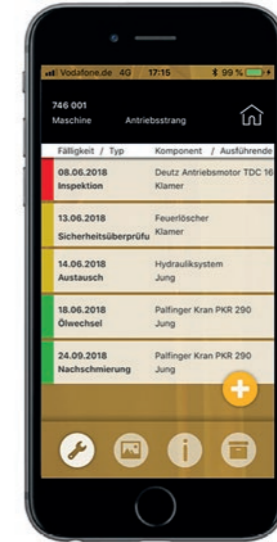 Vodafone.de 4G 17:15 99 %
746 001
Maschine Antriebsstrang
Fälligkeit / Typ Komponent / Ausführende
08.06.2018 Deutz Antriebsmotor TDC 16
Inspektion Klamer
13.06.2018 Feuerlöscher
Sicherheitsüberprüfu Klamer
14.06.2018 Hydrauliksystem
Austausch Jung
18.06.2018 Palfinger Kran PKR 290
Ölwechsel Jung
24.09.2018 Palfinger Kran PKR 290
Nachschmierung Jung